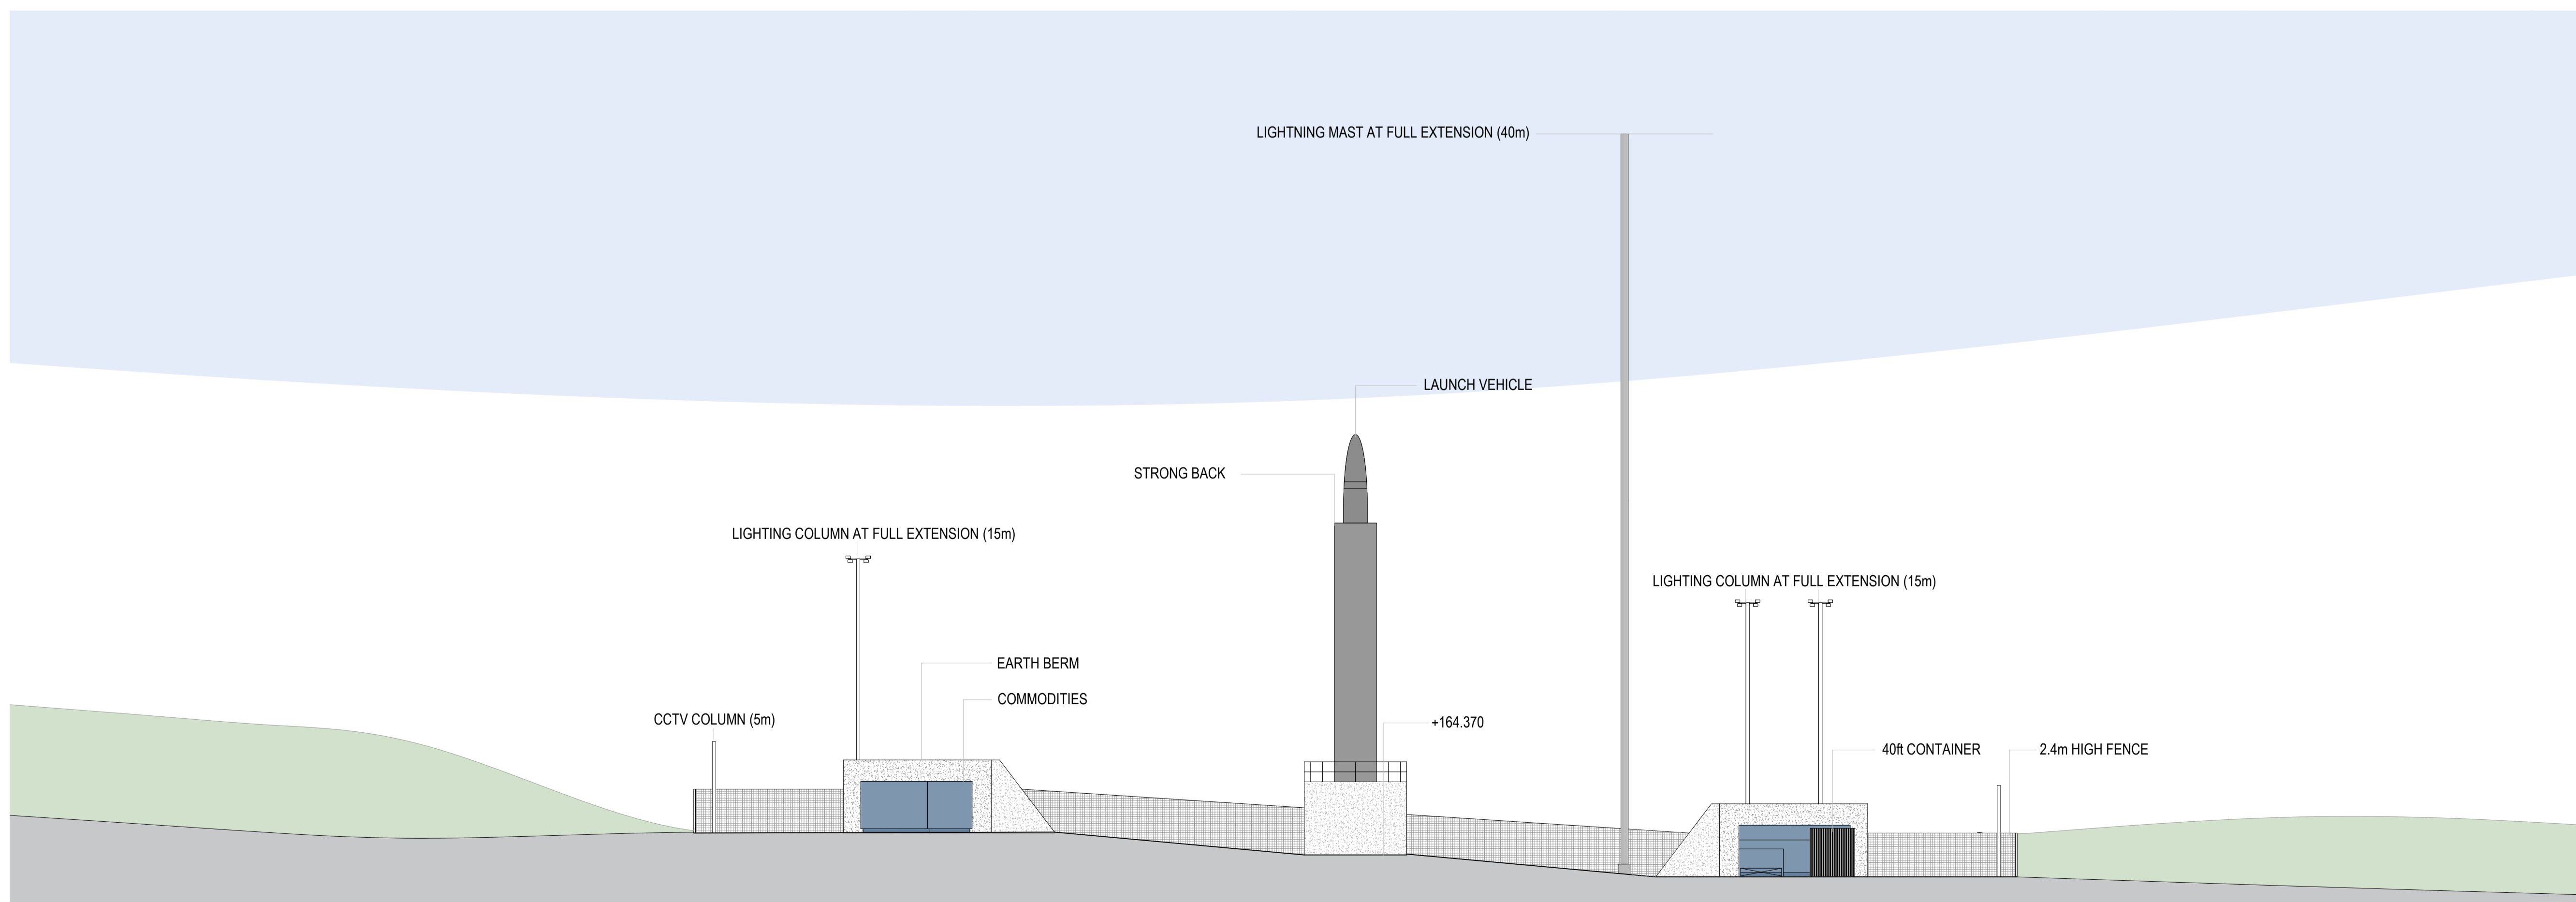 LIGHTNING MAST AT FULL EXTENSION (40m)
LAUNCH VEHICLE
STRONG BACK
LIGHTING COLUMN AT FULL EXTENSION (15m)
LIGHTING COLUMN AT FULL EXTENSION (15m)
EARTH BERM
COMMODITIES
CCTV COLUMN (5m)
+164.370
40ft CONTAINER
2.4m HIGH FENCE